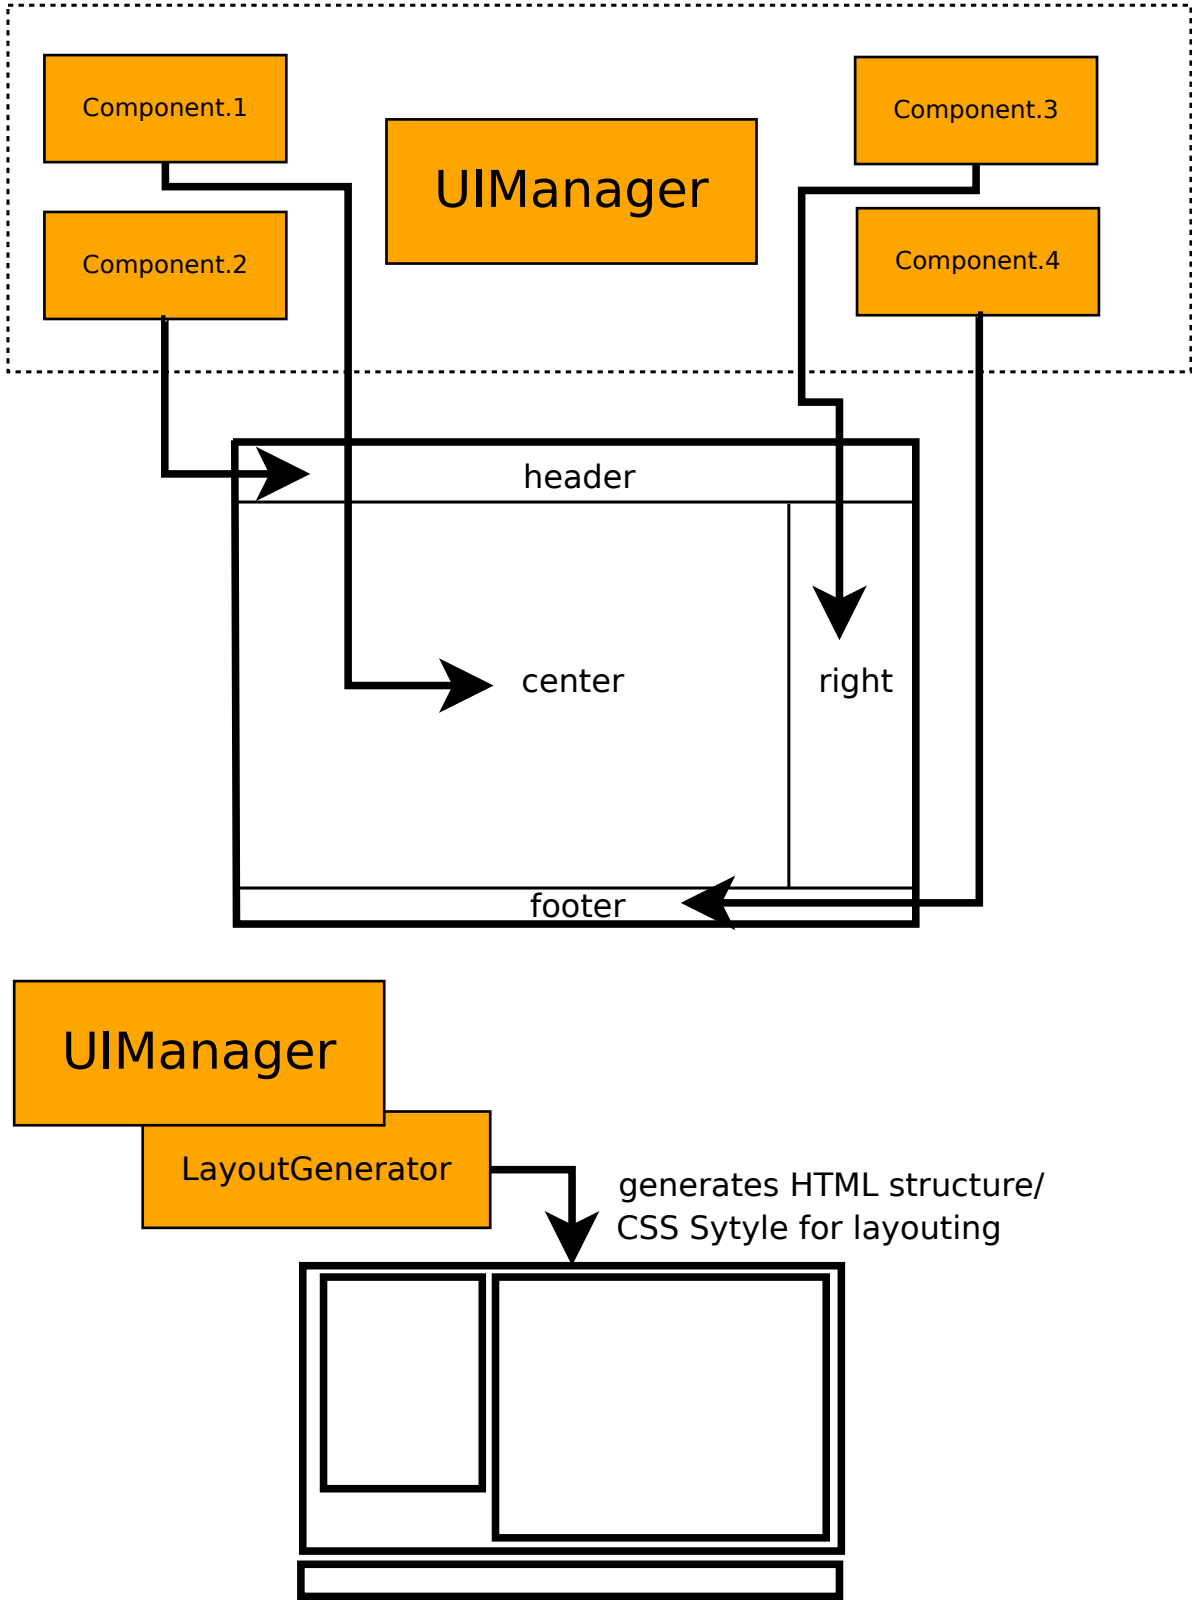 Component.1
Component.3
UIManager
Component.2
Component.4
header
center
right
footer
UIManager
LayoutGenerator
generates HTML structure/
CSS Sytyle for layouting